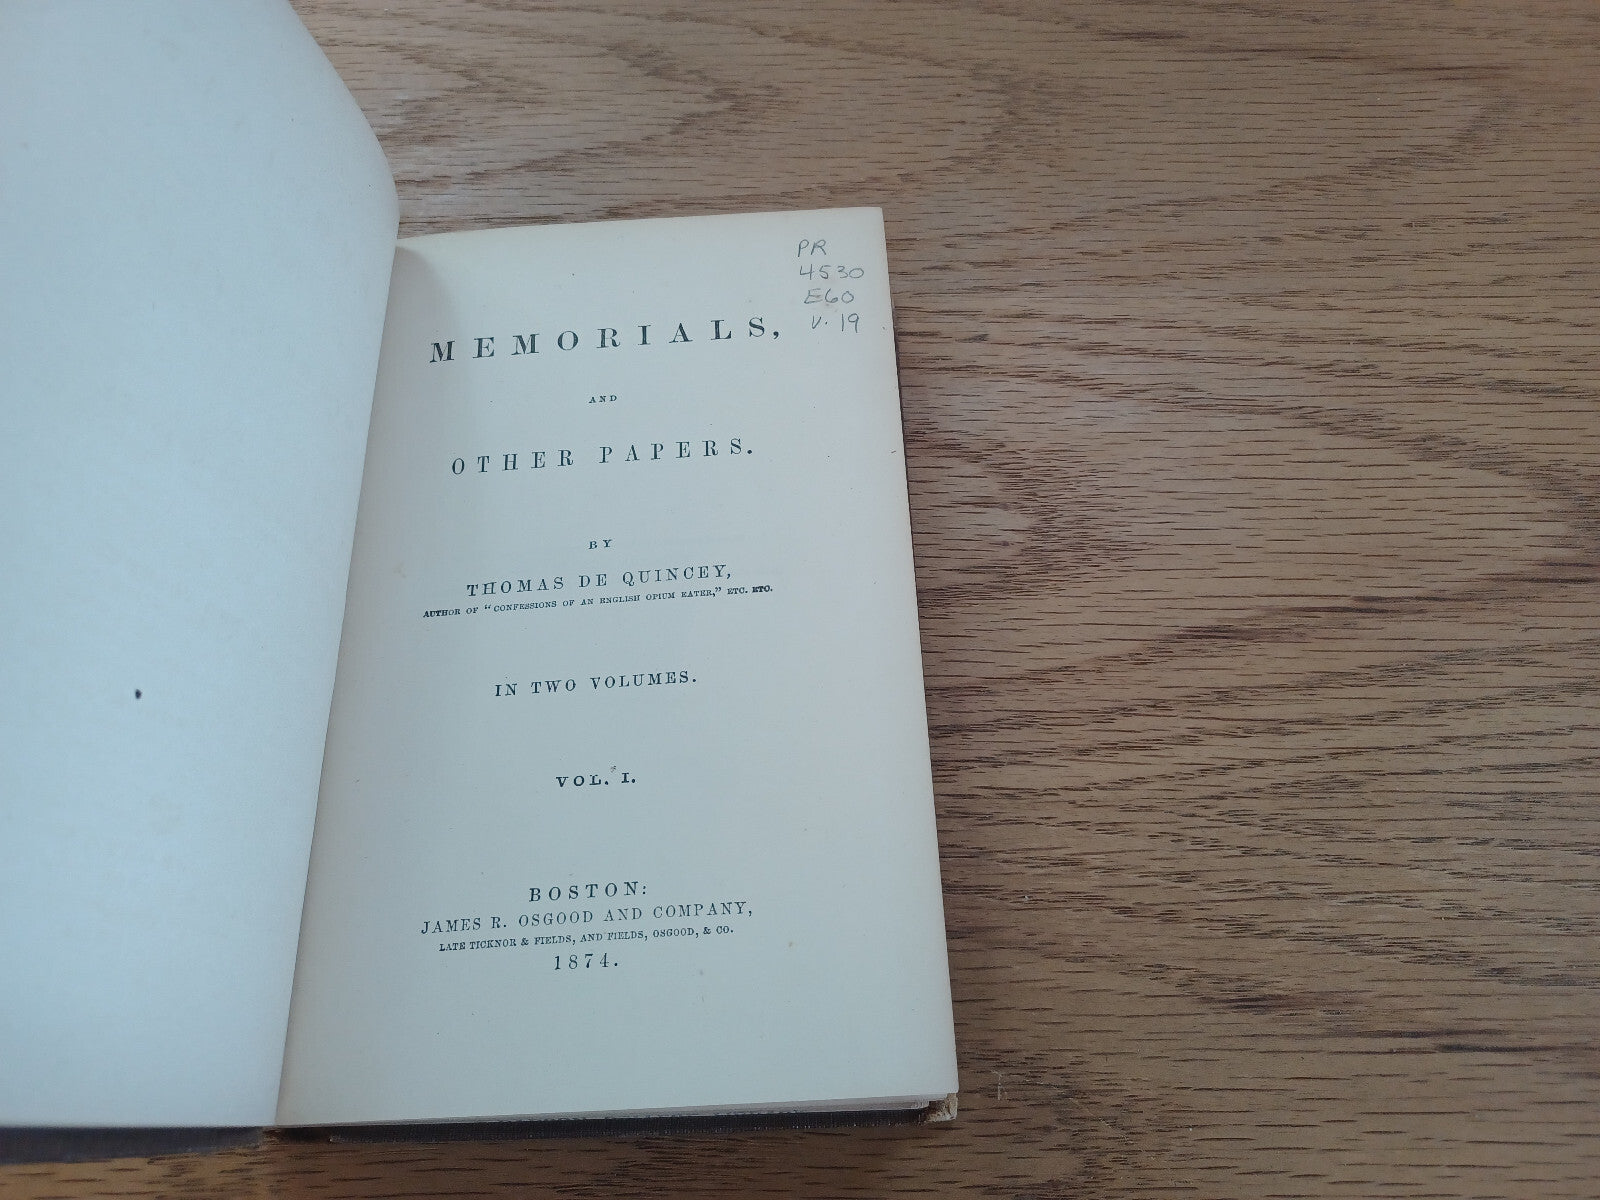 PR
4530
E60
v. 19
MEMORIALS,
AND
OTHER PAPERS.
BY
THOMAS DE QUINCEY,
AUTHOR OF "CONFESSIONS OF AN ENGLISH OPIUM EATER," ETC. ETC.
IN TWO VOLUMES.
VOL. I.
BOSTON:
JAMES R. OSGOOD AND COMPANY,
LATE TICKNOR & FIELDS, AND FIELDS, OSGOOD, & CO.
1874.